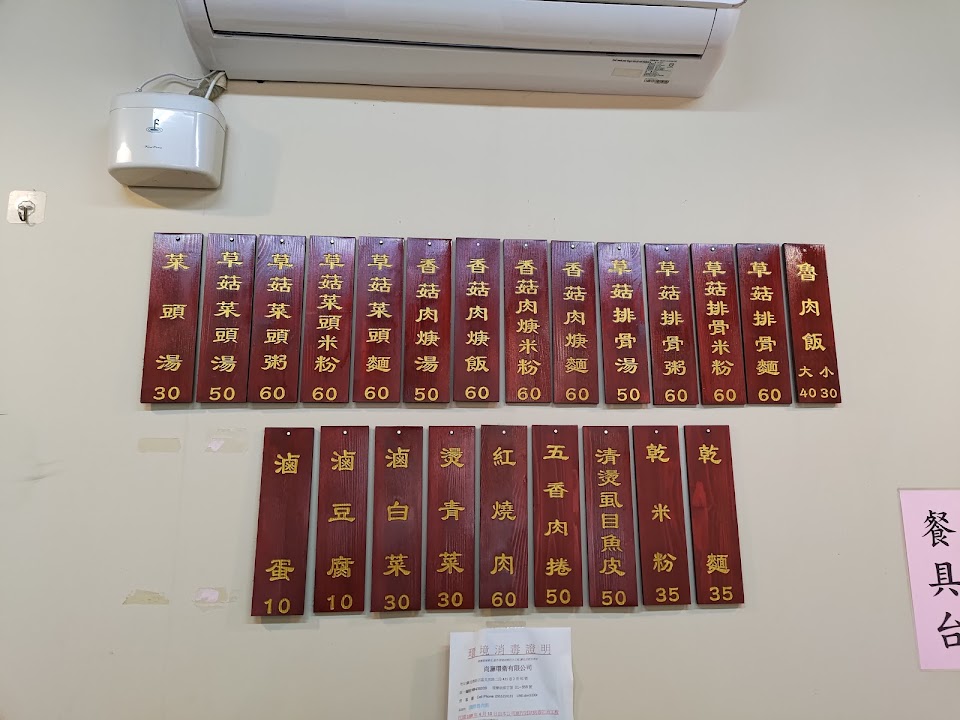 菜頭湯 30
草菇菜頭湯 50
草菇菜頭粥 60
草菇菜頭米粉 60
草菇菜頭麵 60
香菇肉焿湯 50
香菇肉焿飯 60
香菇肉焿米粉 60
香菇肉焿麵 60
草菇排骨湯 50
草菇排骨粥 60
草菇排骨米粉 60
草菇排骨麵 60
魯肉飯 大40 小30
滷蛋 10
滷豆腐 10
滷白菜 30
燙青菜 30
紅燒肉 60
五香肉捲 50
清燙虱目魚皮 50
乾米粉 35
乾麵 35
餐具台
環境消毒證明